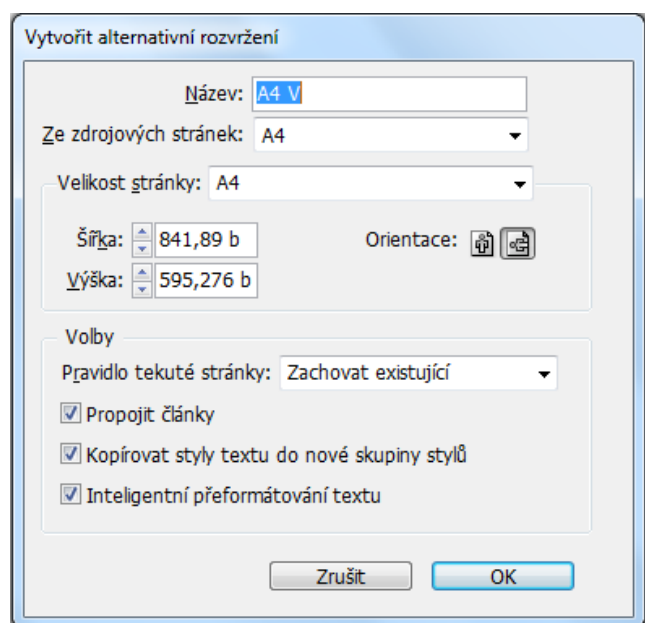 Vytvořit alternativní rozvržení
Název: A4 V
Ze zdrojových stránek: A4
Velikost stránky: A4
Šířka: 841,89 b Orientace:
Výška: 595,276 b
Volby
Pravidlo tekuté stránky: Zachovat existující
Propojit články
Kopírovat styly textu do nové skupiny stylů
Inteligentní přeformátování textu
Zrušit OK